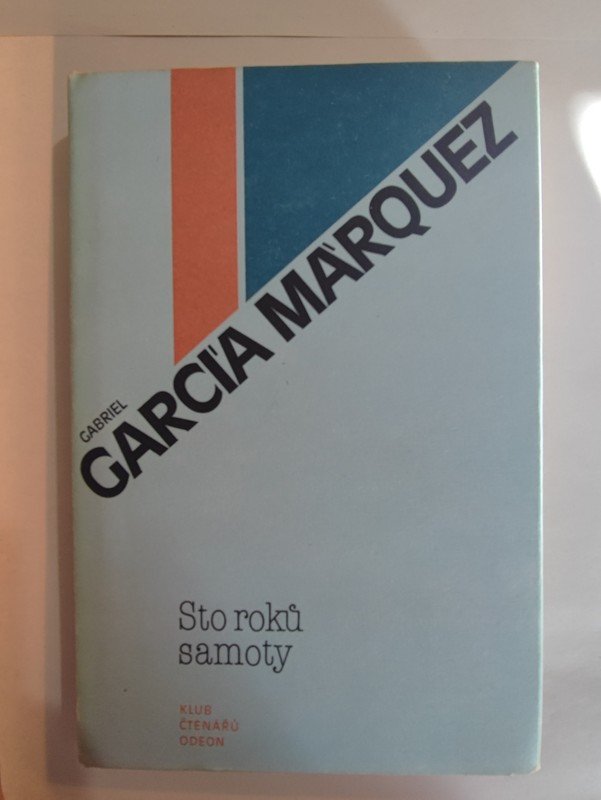 GABRIEL
GARCÍA MÁRQUEZ
Sto roků
samoty
KLUB
ČTENÁŘŮ
ODEON